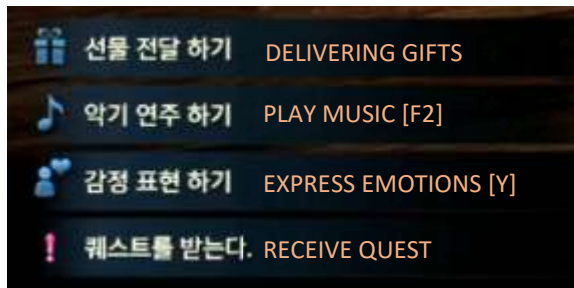 선물 전달 하기 DELIVERING GIFTS
악기 연주 하기 PLAY MUSIC [F2]
감정 표현 하기 EXPRESS EMOTIONS [Y]
퀘스트를 받는다. RECEIVE QUEST